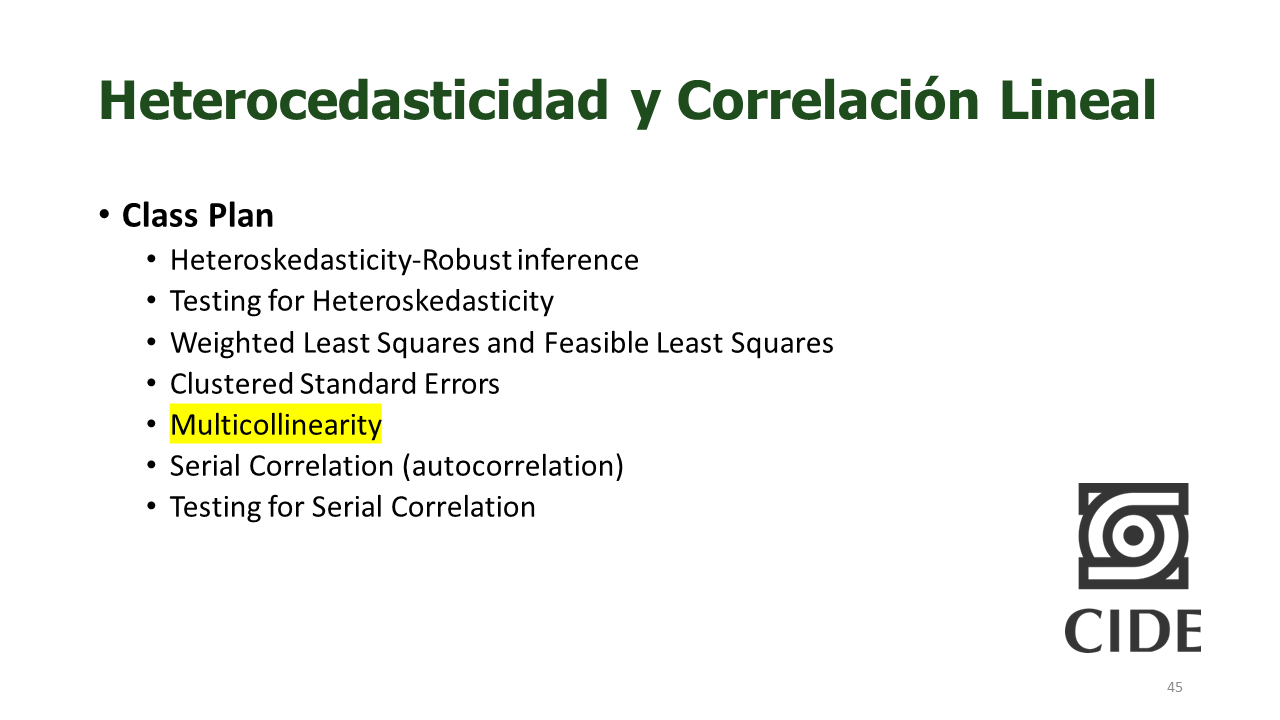 Heterocedasticidad y Correlación Lineal
• Class Plan
• Heteroskedasticity-Robust inference
• Testing for Heteroskedasticity
• Weighted Least Squares and Feasible Least Squares
• Clustered Standard Errors
• Multicollinearity
• Serial Correlation (autocorrelation)
• Testing for Serial Correlation
CIDE
45